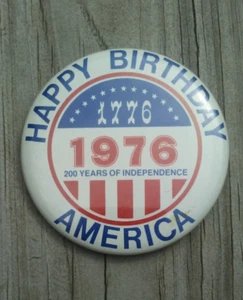 HAPPY BIRTHDAY
1776
1976
200 YEARS OF INDEPENDENCE
AMERICA